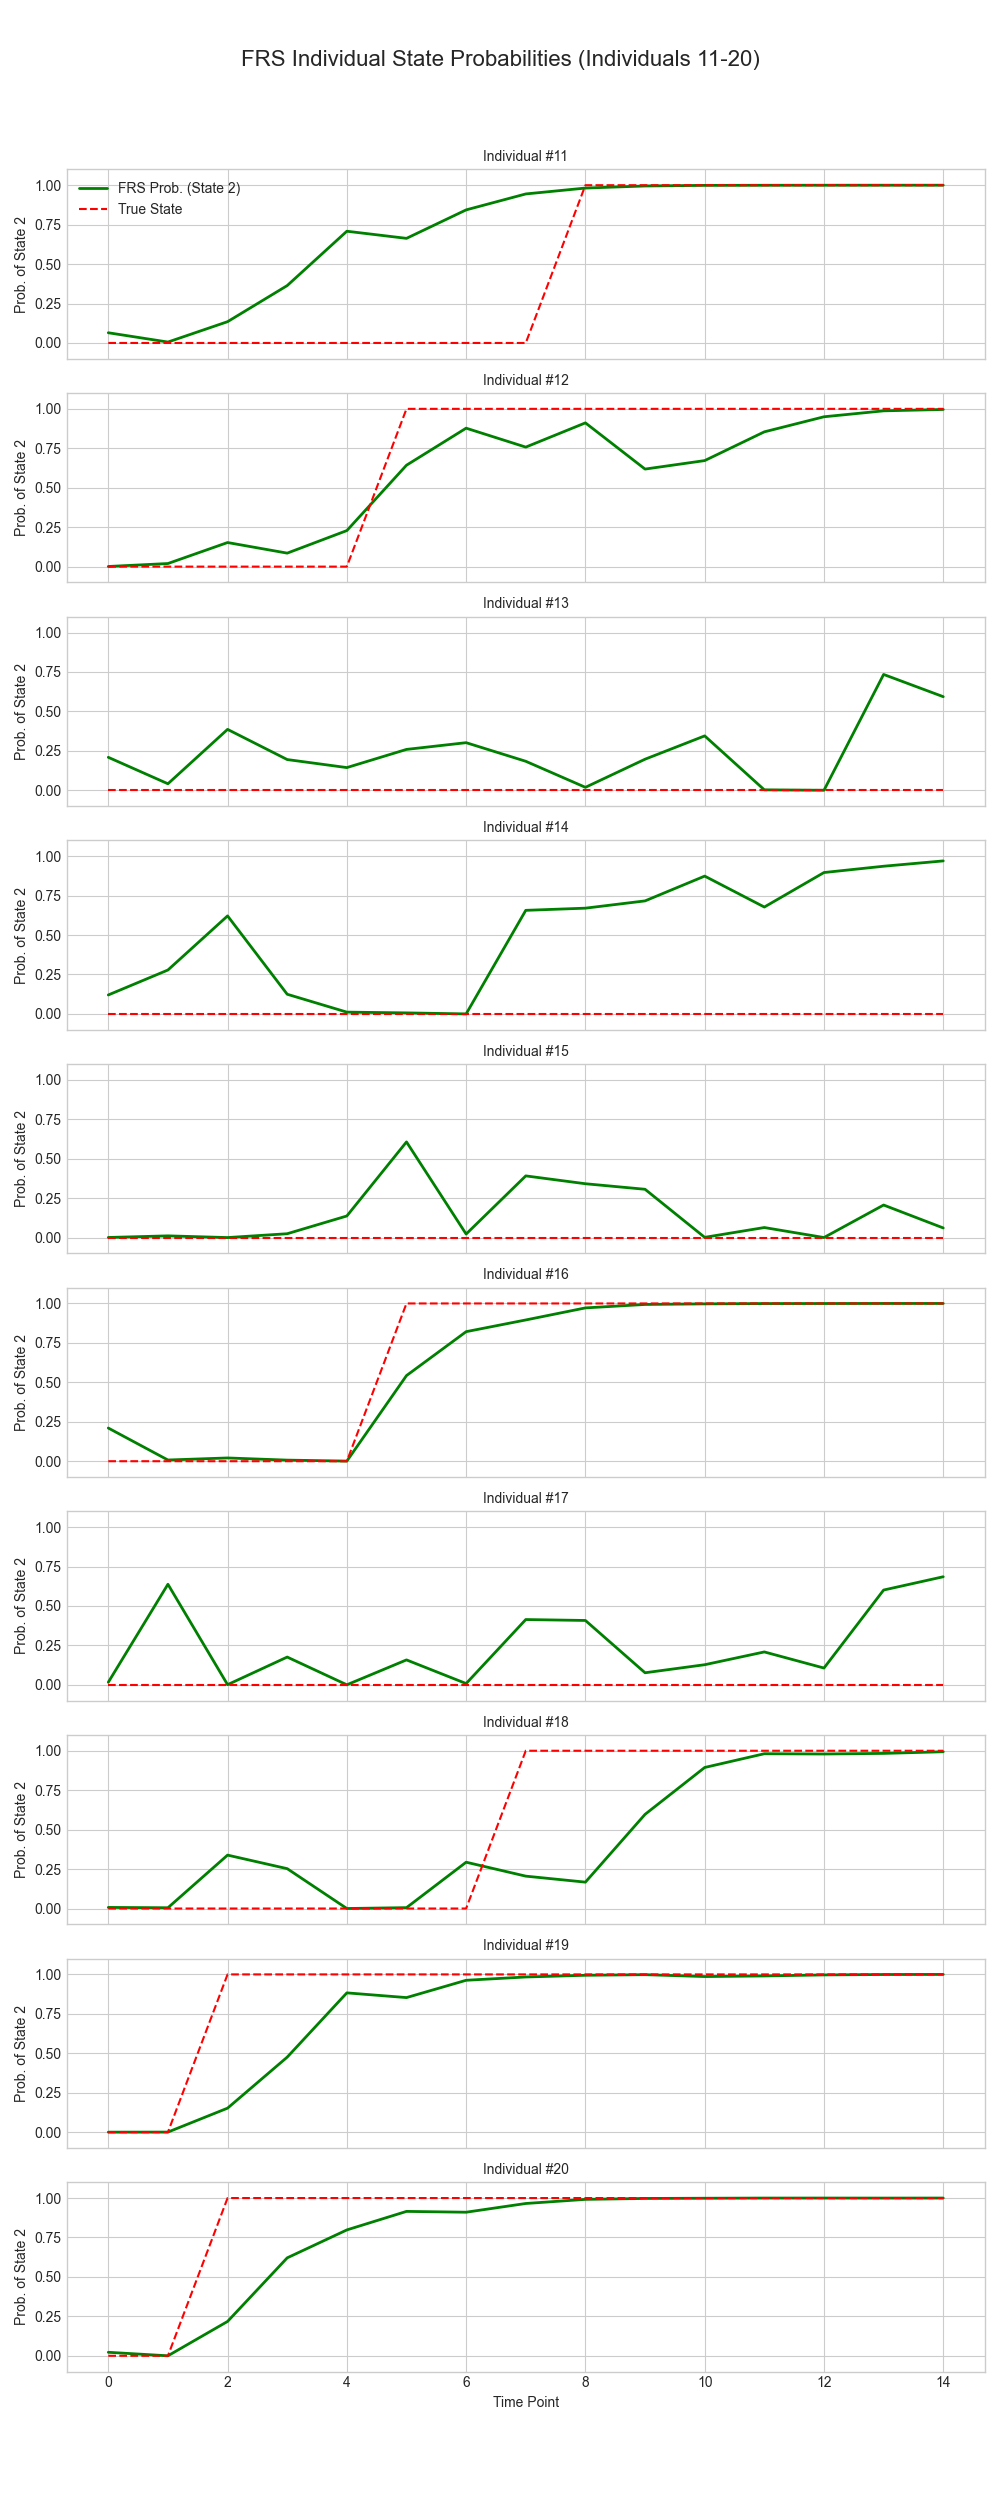 FRS Individual State Probabilities (Individuals 11-20)
Individual #11
FRS Prob. (State 2)
True State
Prob. of State 2
1.00
0.75
0.50
0.25
0.00
Individual #12
Prob. of State 2
1.00
0.75
0.50
0.25
0.00
Individual #13
Prob. of State 2
1.00
0.75
0.50
0.25
0.00
Individual #14
Prob. of State 2
1.00
0.75
0.50
0.25
0.00
Individual #15
Prob. of State 2
1.00
0.75
0.50
0.25
0.00
Individual #16
Prob. of State 2
1.00
0.75
0.50
0.25
0.00
Individual #17
Prob. of State 2
1.00
0.75
0.50
0.25
0.00
Individual #18
Prob. of State 2
1.00
0.75
0.50
0.25
0.00
Individual #19
Prob. of State 2
1.00
0.75
0.50
0.25
0.00
Individual #20
Prob. of State 2
1.00
0.75
0.50
0.25
0.00
0 2 4 6 8 10 12 14
Time Point